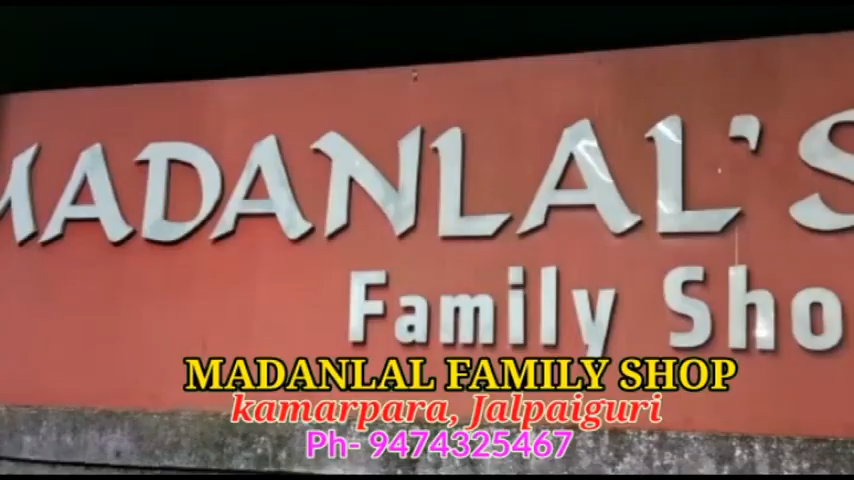 MADANLAL'S
Family Sho
MADANLAL FAMILY SHOP
kamarpara, Jalpaiguri
Ph- 9474325467